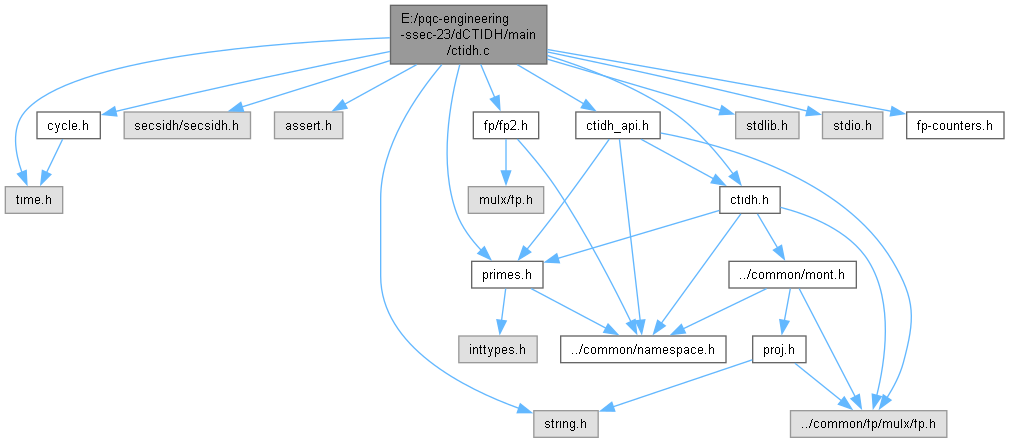 E:/pqc-engineering
-ssec-23/dCTIDH/main
/ctidh.c
cycle.h
secsidh/secsidh.h
assert.h
fp/fp2.h
ctidh_api.h
stdlib.h
stdio.h
fp-counters.h
time.h
mulx/fp.h
ctidh.h
primes.h
../common/mont.h
inttypes.h
../common/namespace.h
proj.h
string.h
../common/fp/mulx/fp.h